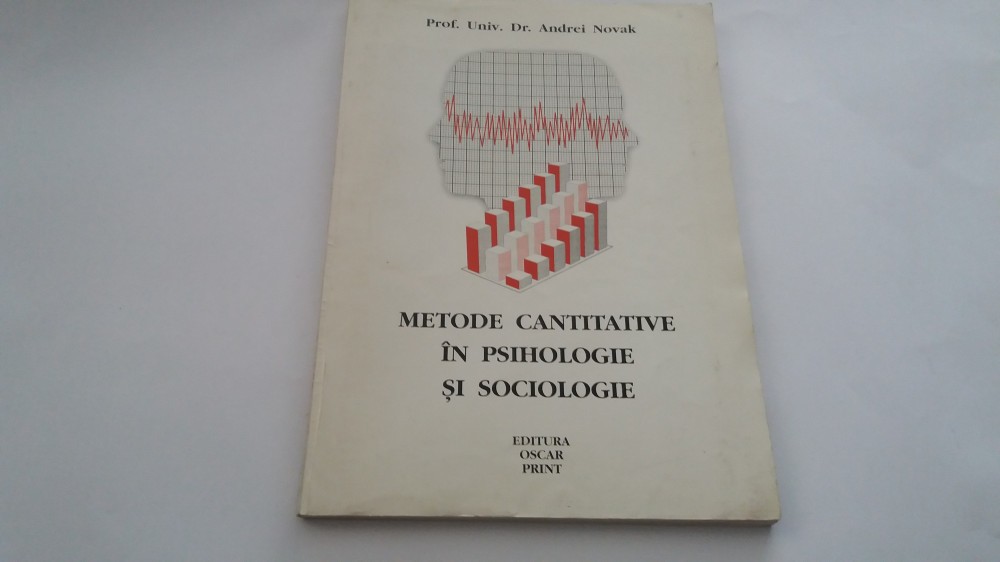 Prof. Univ. Dr. Andrei Novak
METODE CANTITATIVE
ÎN PSIHOLOGIE
ȘI SOCIOLOGIE
EDITURA
OSCAR
PRINT